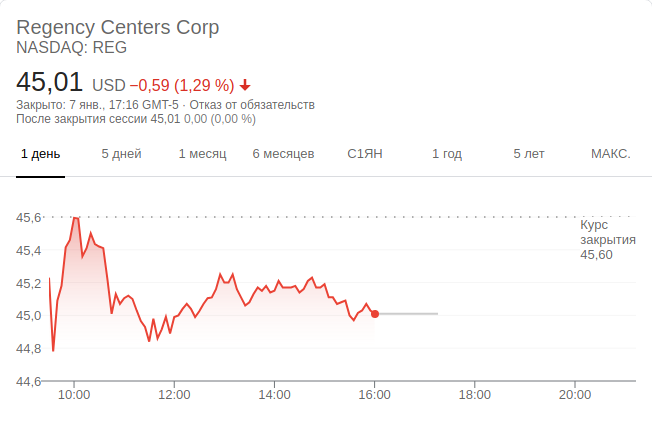 Regency Centers Corp
NASDAQ: REG
45,01 USD −0,59 (1,29 %)
Закрыто: 7 янв., 17:16 GMT-5 · Отказ от обязательств
После закрытия сессии 45,01 0,00 (0,00 %)
1 день 5 дней 1 месяц 6 месяцев С1ЯН 1 год 5 лет МАКС.
45,6
Курс
закрытия
45,60
45,4
45,2
45,0
44,8
44,6
10:00 12:00 14:00 16:00 18:00 20:00